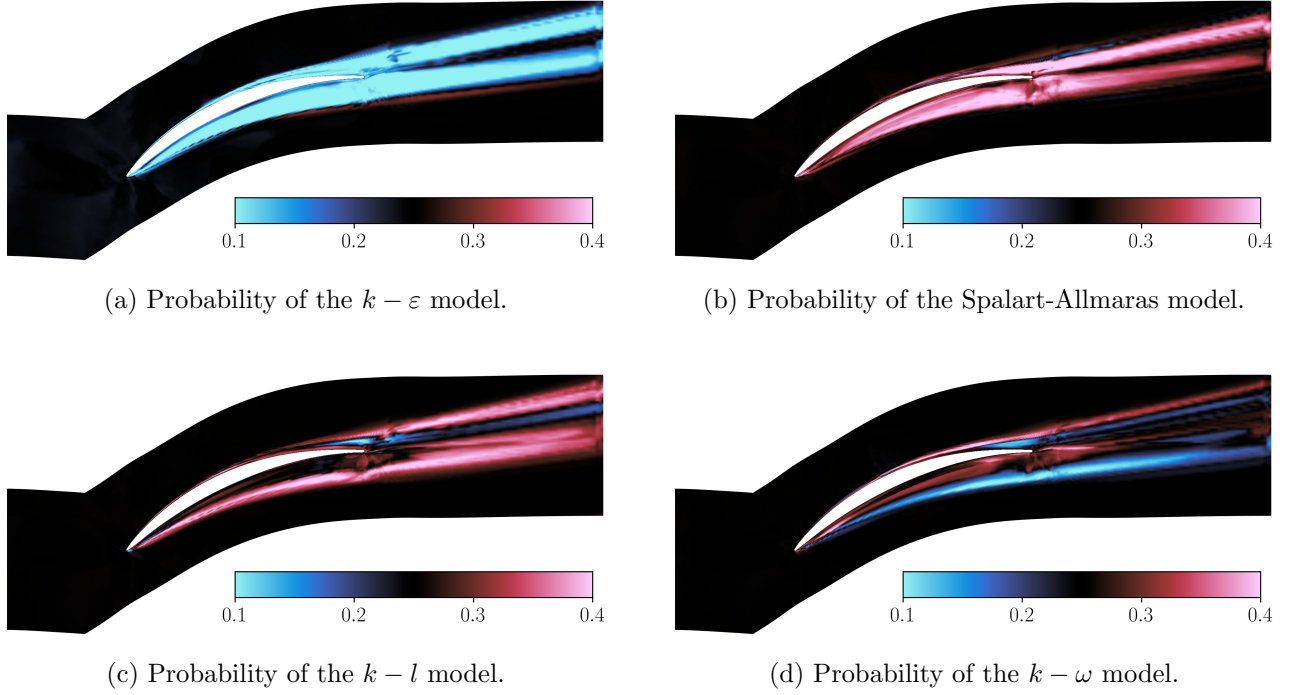 0.1 0.2 0.3 0.4
0.1 0.2 0.3 0.4
(a) Probability of the k − ε model.
(b) Probability of the Spalart-Allmaras model.
0.1 0.2 0.3 0.4
0.1 0.2 0.3 0.4
(c) Probability of the k − l model.
(d) Probability of the k − ω model.